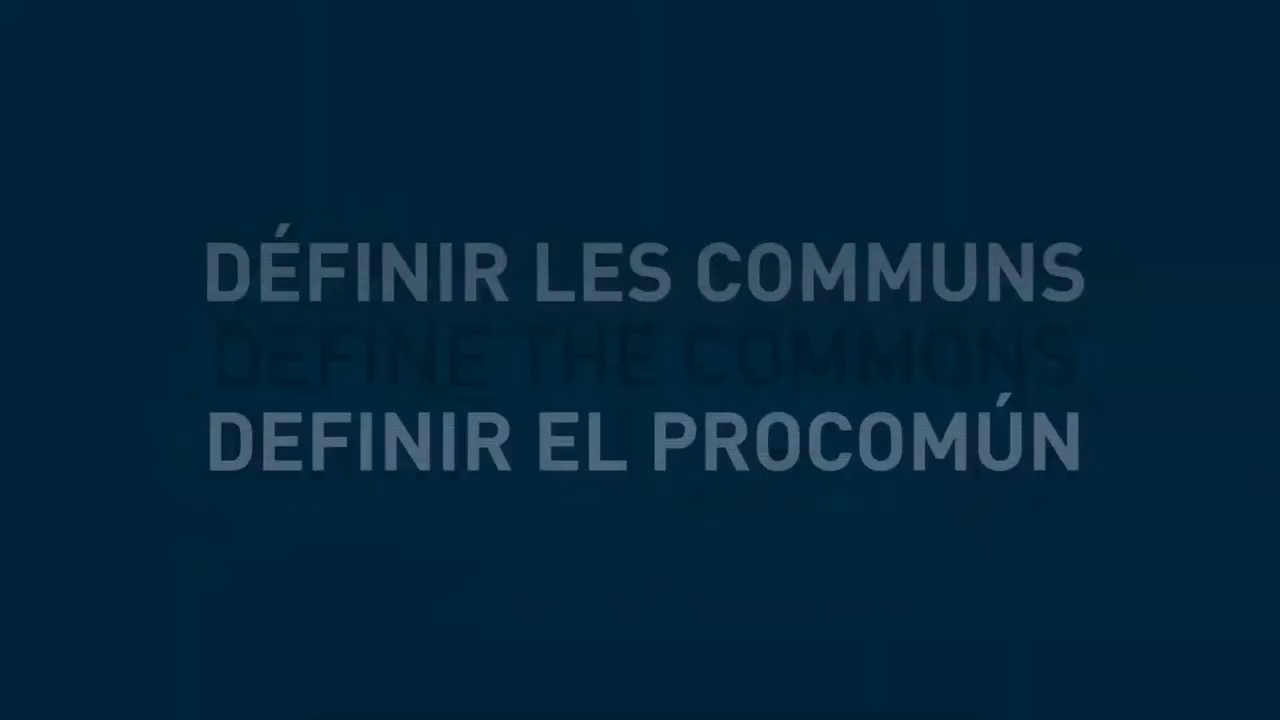 DÉFINIR LES COMMUNS
DEFINE THE COMMONS
DEFINIR EL PROCOMÚN